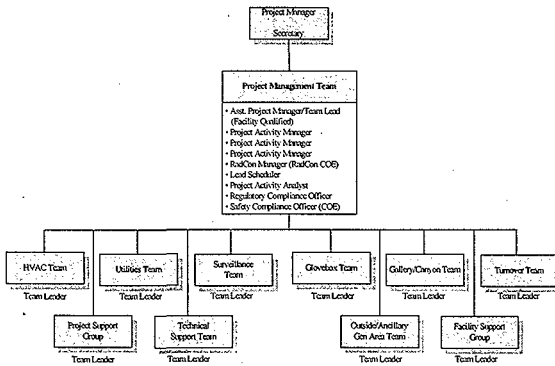 Project Manager
Secretary
Project Management Team
• Asst. Project Manager/Team Lead
(Facility Qualified)
• Project Activity Manager
• Project Activity Manager
• Project Activity Manager
• RadCon Manager (RadCon COE)
• Lead Scheduler
• Project Activity Analyst
• Regulatory Compliance Officer
• Safety Compliance Officer (COE)
HVAC Team
Team Leader
Utilities Team
Team Leader
Surveillance
Team
Team Leader
Glovebox Team
Team Leader
Gallery/Canyon Team
Team Leader
Turnover Team
Team Leader
Project Support
Group
Team Leader
Technical
Support Team
Team Leader
Outside/Ancillary
Gen Area Team
Team Leader
Facility Support
Group
Team Leader